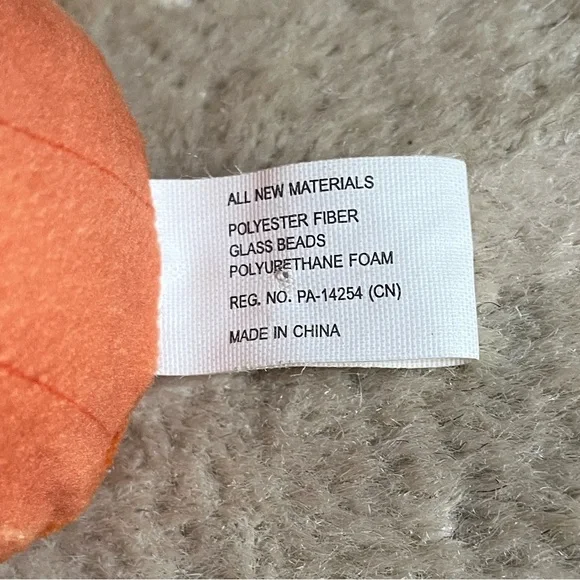 ALL NEW MATERIALS
POLYESTER FIBER
GLASS BEADS
POLYURETHANE FOAM
REG. NO. PA-14254 (CN)
MADE IN CHINA